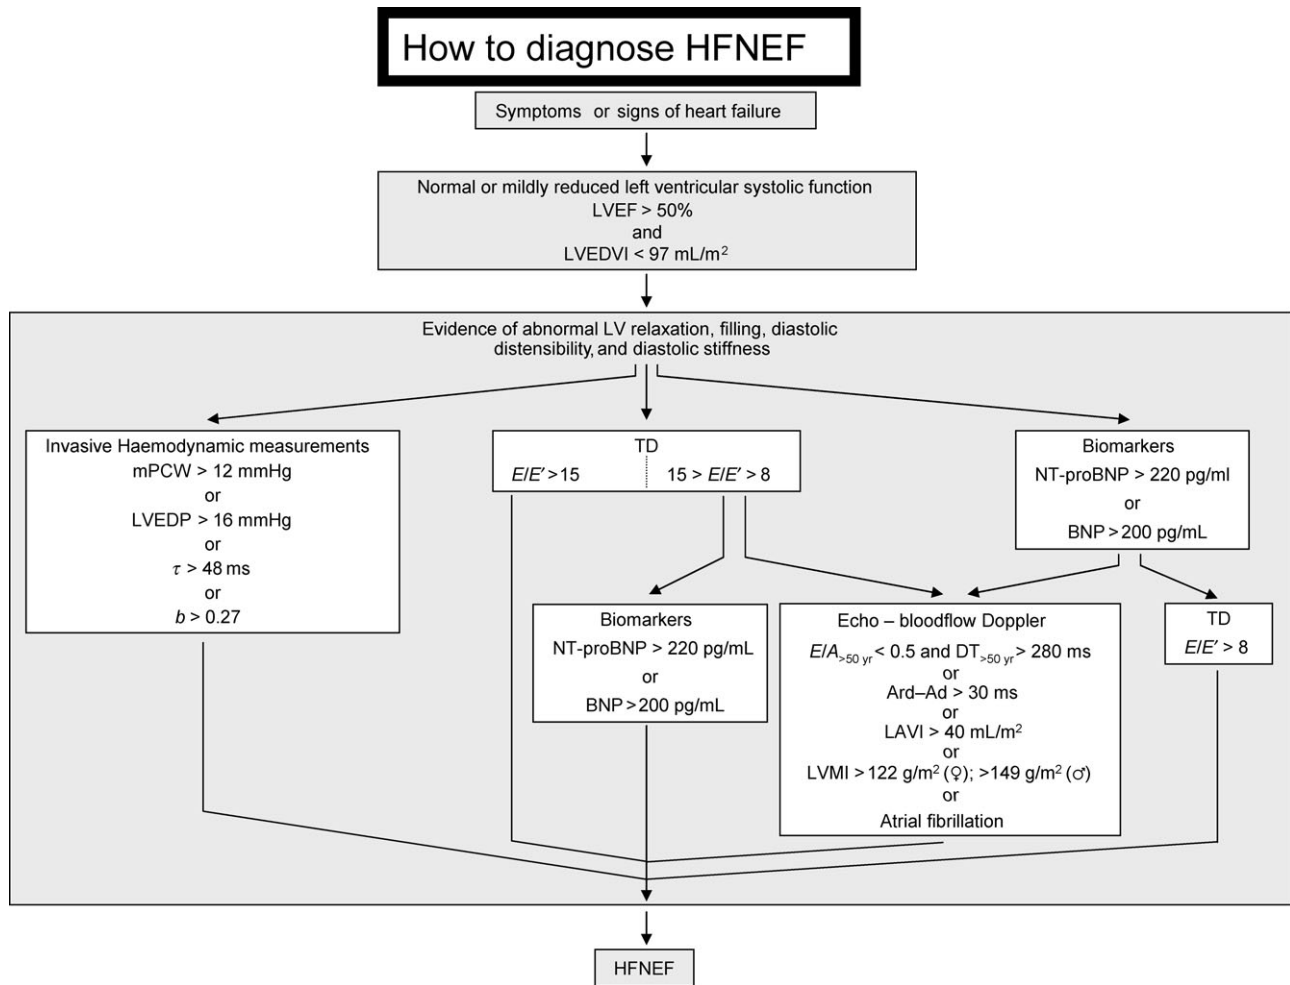 How to diagnose HFNEF
Symptoms or signs of heart failure
Normal or mildly reduced left ventricular systolic function
LVEF > 50%
and
LVEDVI < 97 mL/m²
Evidence of abnormal LV relaxation, filling, diastolic
distensibility, and diastolic stiffness
Invasive Haemodynamic measurements
mPCW > 12 mmHg
or
LVEDP > 16 mmHg
or
τ > 48 ms
or
b > 0.27
TD
E/E′ > 15
15 > E/E′ > 8
Biomarkers
NT-proBNP > 220 pg/ml
or
BNP > 200 pg/mL
Biomarkers
NT-proBNP > 220 pg/mL
or
BNP > 200 pg/mL
Echo – bloodflow Doppler
E/A>50 yr < 0.5 and DT>50 yr > 280 ms
or
Ard–Ad > 30 ms
or
LAVI > 40 mL/m²
or
LVMI > 122 g/m² (♀); >149 g/m² (♂)
or
Atrial fibrillation
TD
E/E′ > 8
HFNEF